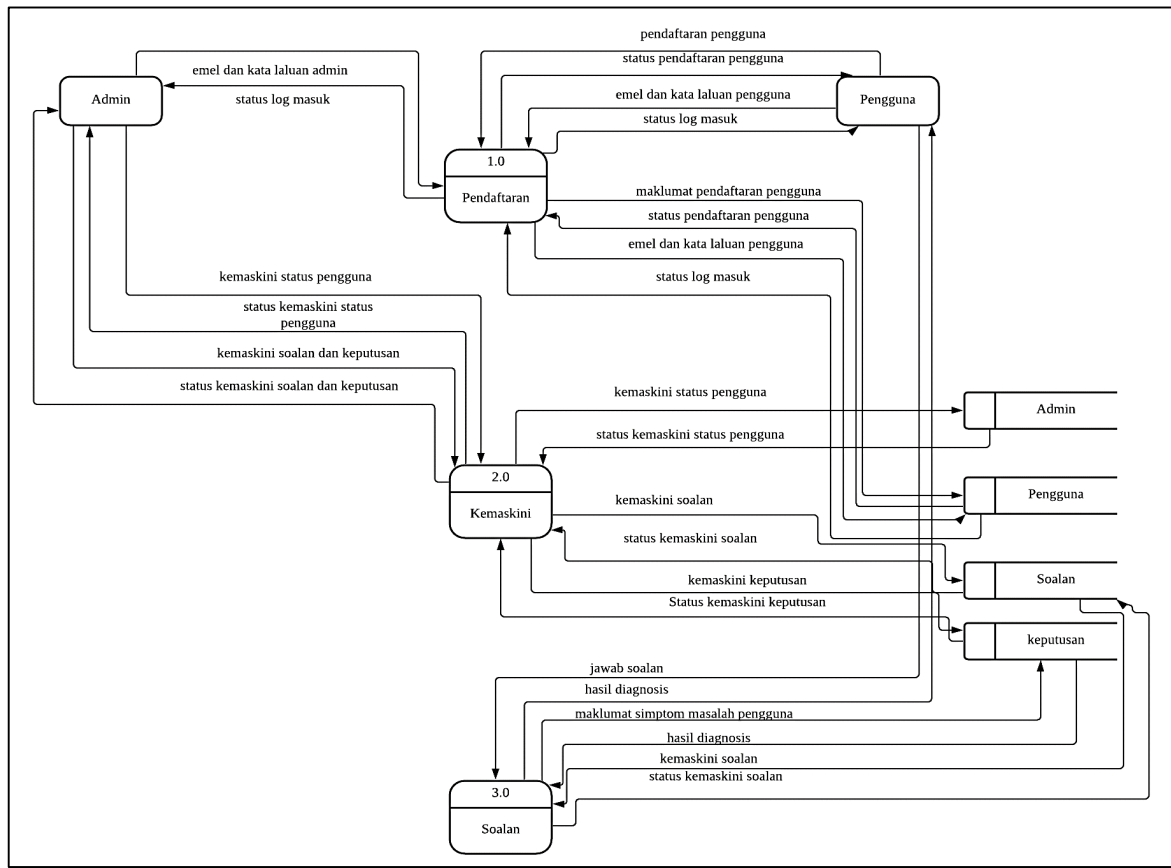 pendaftaran pengguna
status pendaftaran pengguna
emel dan kata laluan admin
status log masuk
Admin
emel dan kata laluan pengguna
status log masuk
Pengguna
1.0
Pendaftaran
maklumat pendaftaran pengguna
status pendaftaran pengguna
emel dan kata laluan pengguna
status log masuk
kemaskini status pengguna
status kemaskini status
pengguna
kemaskini soalan dan keputusan
status kemaskini soalan dan keputusan
kemaskini status pengguna
Admin
status kemaskini status pengguna
2.0
Kemaskini
kemaskini soalan
Pengguna
status kemaskini soalan
kemaskini keputusan
Soalan
Status kemaskini keputusan
keputusan
jawab soalan
hasil diagnosis
maklumat simptom masalah pengguna
hasil diagnosis
kemaskini soalan
status kemaskini soalan
3.0
Soalan